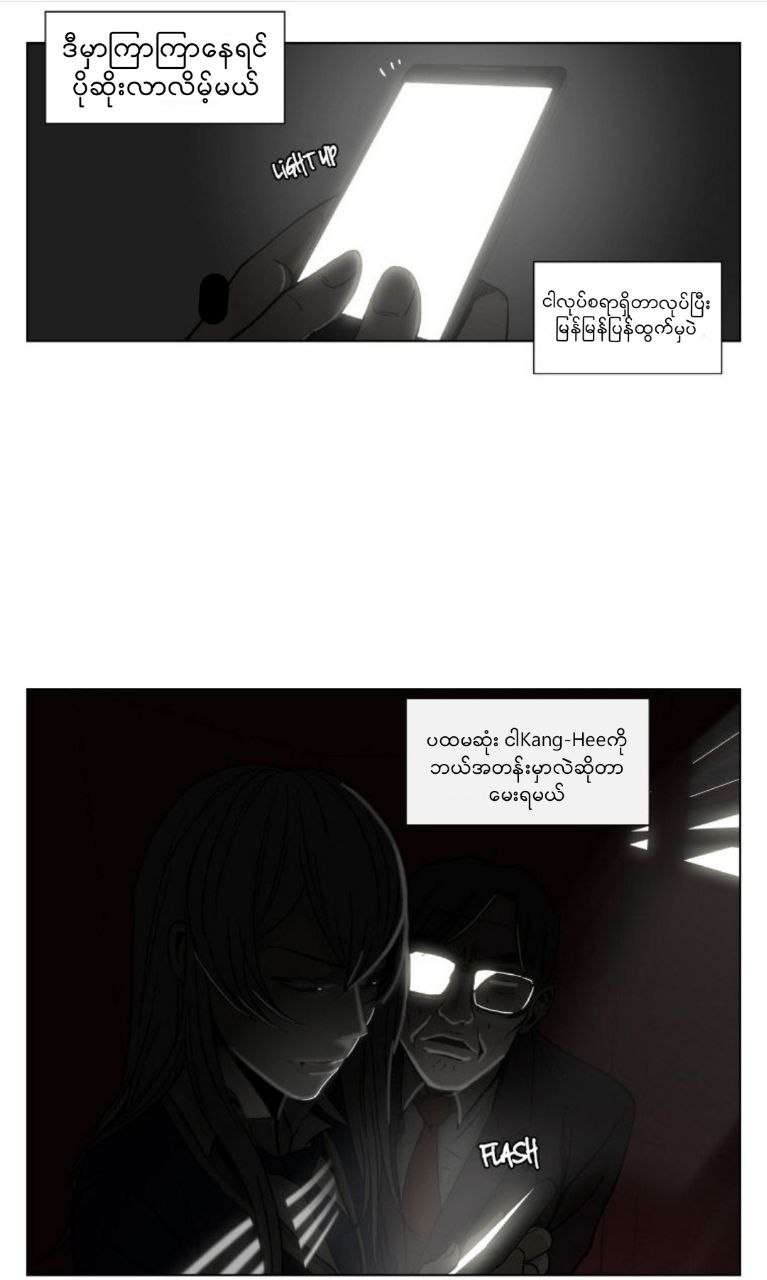 ဒီမှာကြာကြာနေရင်
ပိုဆိုးလာလိမ့်မယ်
LIGHT UP
ငါလုပ်စရာရှိတာလုပ်ပြီး
မြန်မြန်ပြန်ထွက်မှပဲ
ပထမဆုံး ငါKang-Heeကို
ဘယ်အတန်းမှာလဲဆိုတာ
မေးရမယ်
FLASH